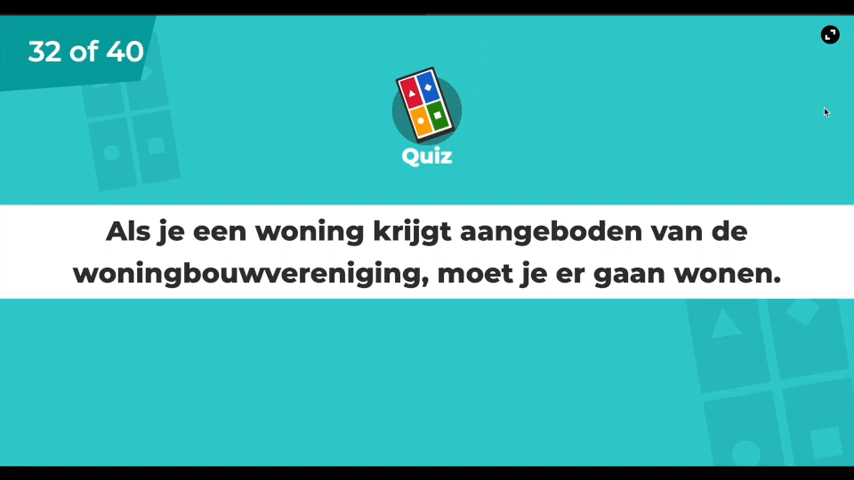 32 of 40
Quiz
Als je een woning krijgt aangeboden van de
woningbouwvereniging, moet je er gaan wonen.